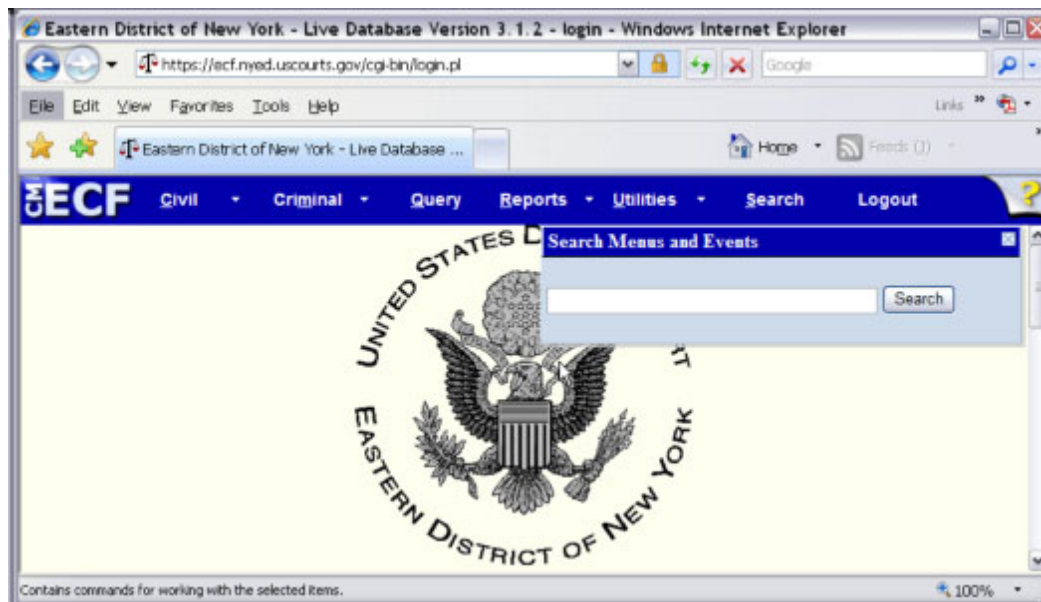 Eastern District of New York - Live Database Version 3.1.2 - login - Windows Internet Explorer
https://ecf.nyed.uscourts.gov/cgi-bin/login.pl
Google
File Edit View Favorites Tools Help
Links »
Eastern District of New York - Live Database ...
Home
Feeds (J)
»
CM ECF Civil Criminal Query Reports Utilities Search Logout ?
Search Menus and Events
Search
UNITED STATES D
RT
EASTERN DISTRICT OF NEW YORK
Contains commands for working with the selected items.
100%